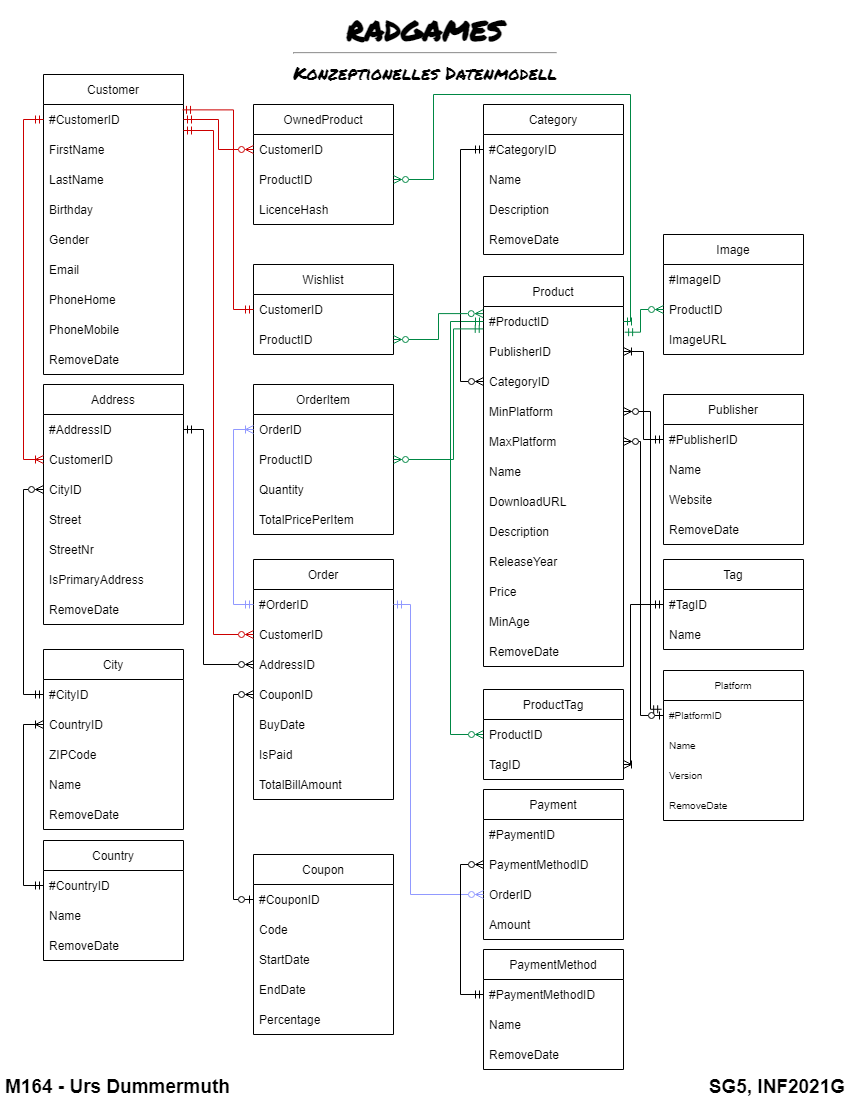 RADGAMES
KONZEPTIONELLES DATENMODELL
Customer
#CustomerID
FirstName
LastName
Birthday
Gender
Email
PhoneHome
PhoneMobile
RemoveDate
Address
#AddressID
CustomerID
CityID
Street
StreetNr
IsPrimaryAddress
RemoveDate
City
#CityID
CountryID
ZIPCode
Name
RemoveDate
Country
#CountryID
Name
RemoveDate
OwnedProduct
CustomerID
ProductID
LicenceHash
Wishlist
CustomerID
ProductID
OrderItem
OrderID
ProductID
Quantity
TotalPricePerItem
Order
#OrderID
CustomerID
AddressID
CouponID
BuyDate
IsPaid
TotalBillAmount
Coupon
#CouponID
Code
StartDate
EndDate
Percentage
Category
#CategoryID
Name
Description
RemoveDate
Product
#ProductID
PublisherID
CategoryID
MinPlatform
MaxPlatform
Name
DownloadURL
Description
ReleaseYear
Price
MinAge
RemoveDate
ProductTag
ProductID
TagID
Payment
#PaymentID
PaymentMethodID
OrderID
Amount
PaymentMethod
#PaymentMethodID
Name
RemoveDate
Image
#ImageID
ProductID
ImageURL
Publisher
#PublisherID
Name
Website
RemoveDate
Tag
#TagID
Name
Platform
#PlatformID
Name
Version
RemoveDate
M164 - Urs Dummermuth
SG5, INF2021G